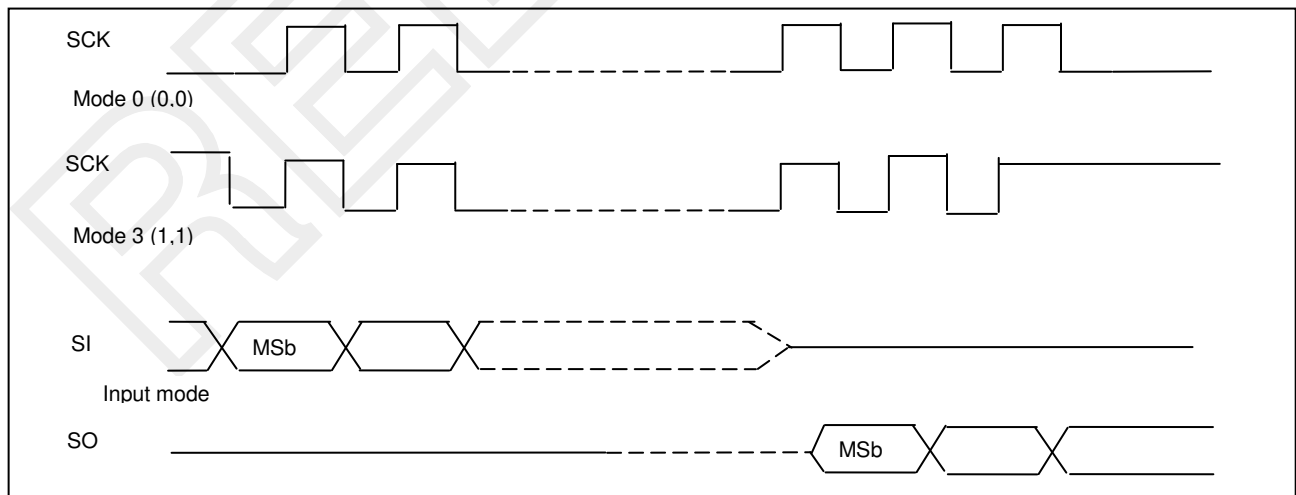 SCK
Mode 0 (0,0)
SCK
Mode 3 (1,1)
SI
MSb
Input mode
SO
MSb